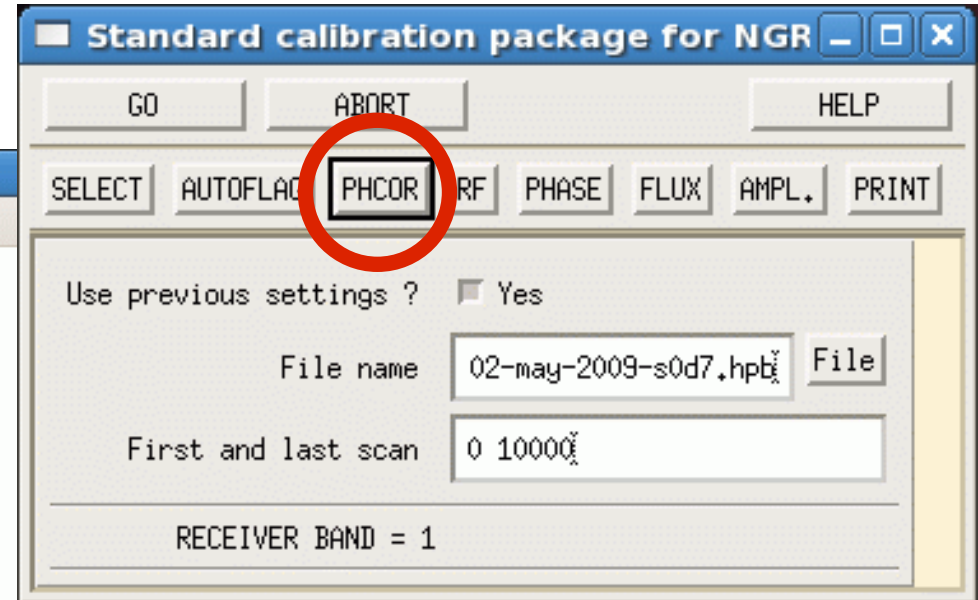 Standard calibration package for NGR
GO ABORT HELP
SELECT AUTOFLAG PHCOR RF PHASE FLUX AMPL. PRINT
Use previous settings ? Yes
File name 02-may-2009-s0d7.hpb File
First and last scan 0 10000
RECEIVER BAND = 1